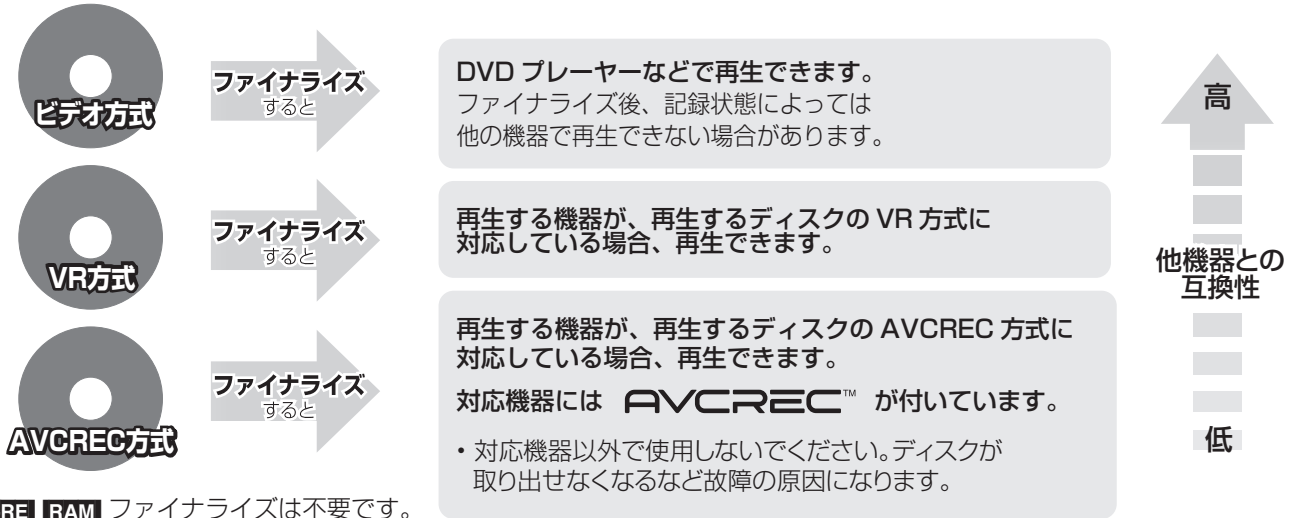 ビデオ方式
ファイナライズ
すると
DVD プレーヤーなどで再生できます。
ファイナライズ後、記録状態によっては
他の機器で再生できない場合があります。
VR方式
ファイナライズ
すると
再生する機器が、再生するディスクの VR 方式に
対応している場合、再生できます。
AVCREC方式
ファイナライズ
すると
再生する機器が、再生するディスクの AVCREC 方式に
対応している場合、再生できます。
対応機器には AVCREC™ が付いています。
・対応機器以外で使用しないでください。ディスクが
取り出せなくなるなど故障の原因になります。
高
他機器との
互換性
低
RE RAM ファイナライズは不要です。